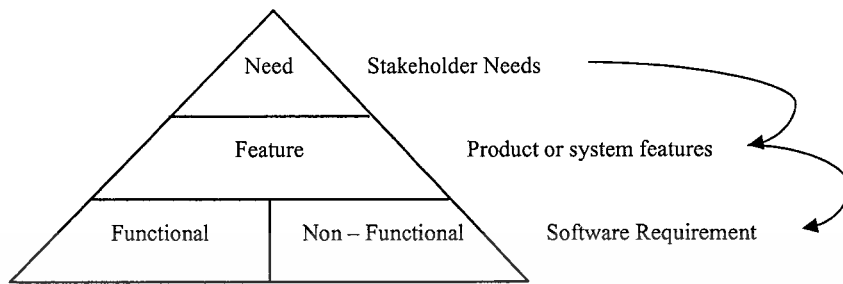 Need Stakeholder Needs
Feature Product or system features
Functional Non – Functional Software Requirement